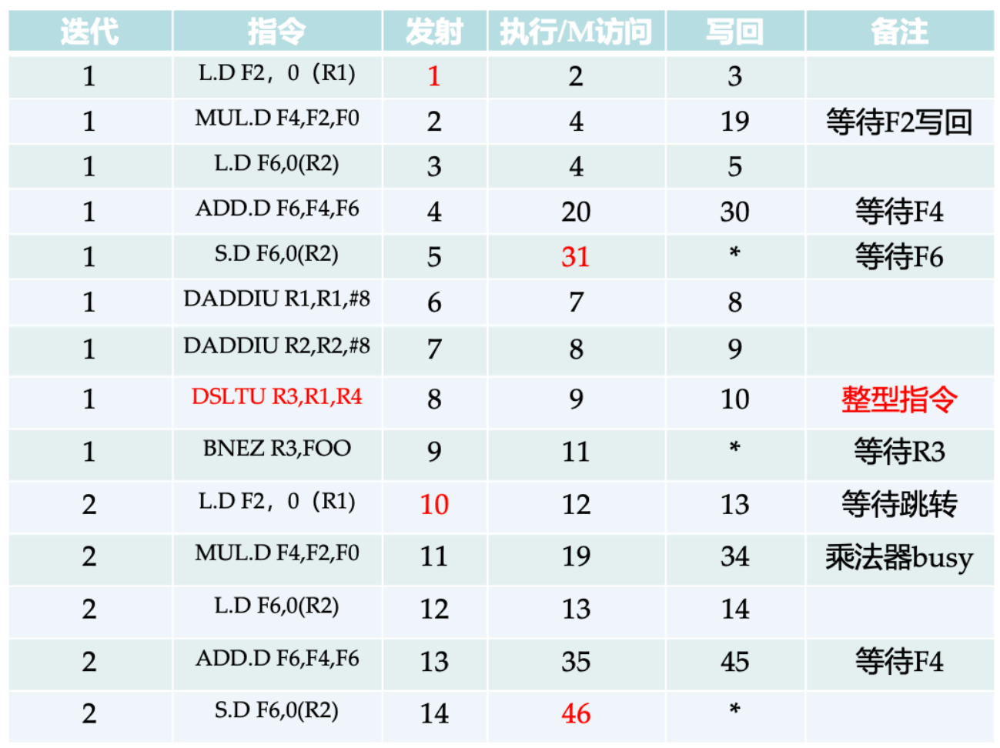 迭代 指令 发射 执行/M访问 写回 备注
1 L.D F2，0（R1) 1 2 3
1 MUL.D F4,F2,F0 2 4 19 等待F2写回
1 L.D F6,0(R2) 3 4 5
1 ADD.D F6,F4,F6 4 20 30 等待F4
1 S.D F6,0(R2) 5 31 * 等待F6
1 DADDIU R1,R1,#8 6 7 8
1 DADDIU R2,R2,#8 7 8 9
1 DSLTU R3,R1,R4 8 9 10 整型指令
1 BNEZ R3,FOO 9 11 * 等待R3
2 L.D F2，0（R1) 10 12 13 等待跳转
2 MUL.D F4,F2,F0 11 19 34 乘法器busy
2 L.D F6,0(R2) 12 13 14
2 ADD.D F6,F4,F6 13 35 45 等待F4
2 S.D F6,0(R2) 14 46 *